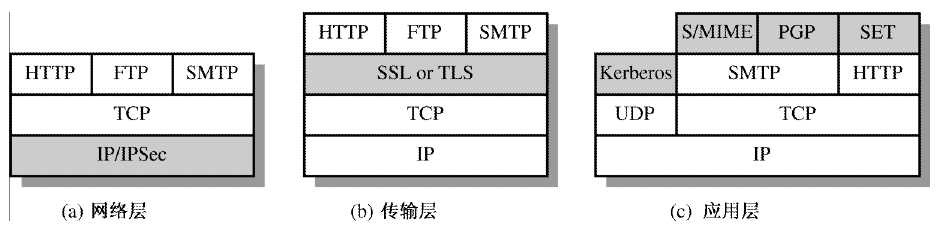 HTTP FTP SMTP
TCP
IP/IPSec
(a) 网络层
HTTP FTP SMTP
SSL or TLS
TCP
IP
(b) 传输层
S/MIME PGP SET
Kerberos SMTP HTTP
UDP TCP
IP
(c) 应用层